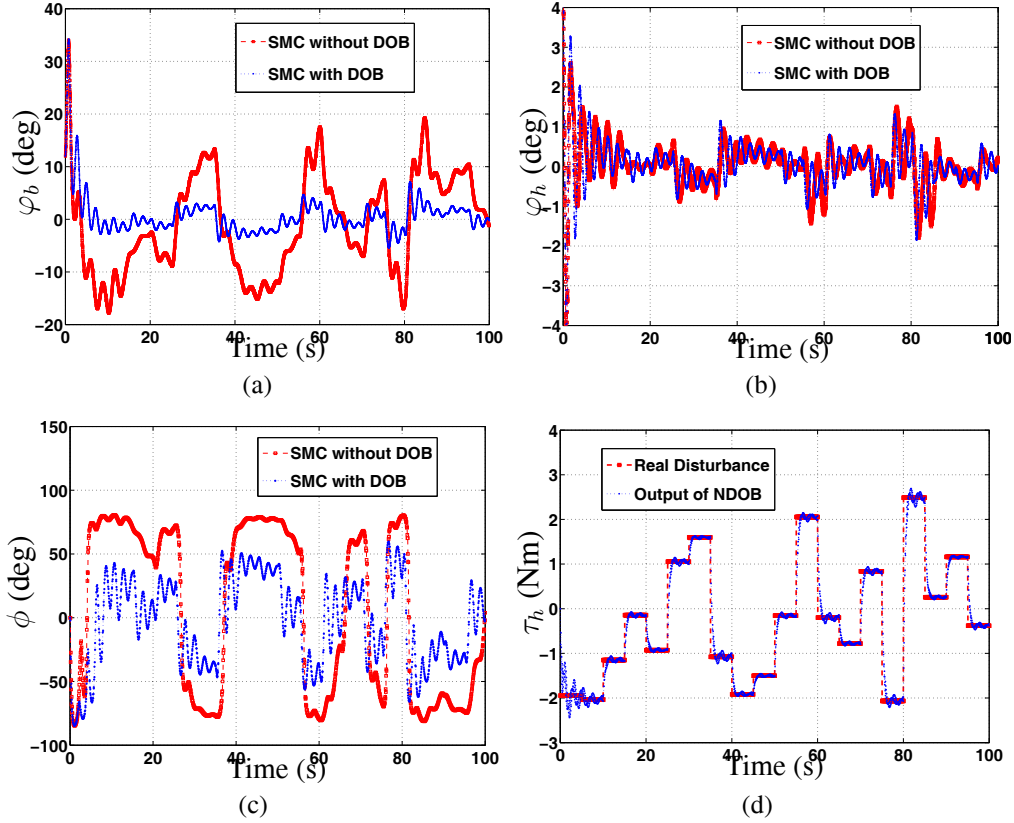 40
30
20
10
0
−10
−20
φb (deg)
SMC without DOB
SMC with DOB
0 20 40 60 80 100
Time (s)
(a)
4
3
2
1
0
−1
−2
−3
−4
φh (deg)
SMC without DOB
SMC with DOB
0 20 40 60 80 100
Time (s)
(b)
150
100
50
0
−50
−100
ϕ (deg)
SMC without DOB
SMC with DOB
0 20 40 60 80 100
Time (s)
(c)
4
3
2
1
0
−1
−2
−3
τh (Nm)
Real Disturbance
Output of NDOB
0 20 40 60 80 100
Time (s)
(d)